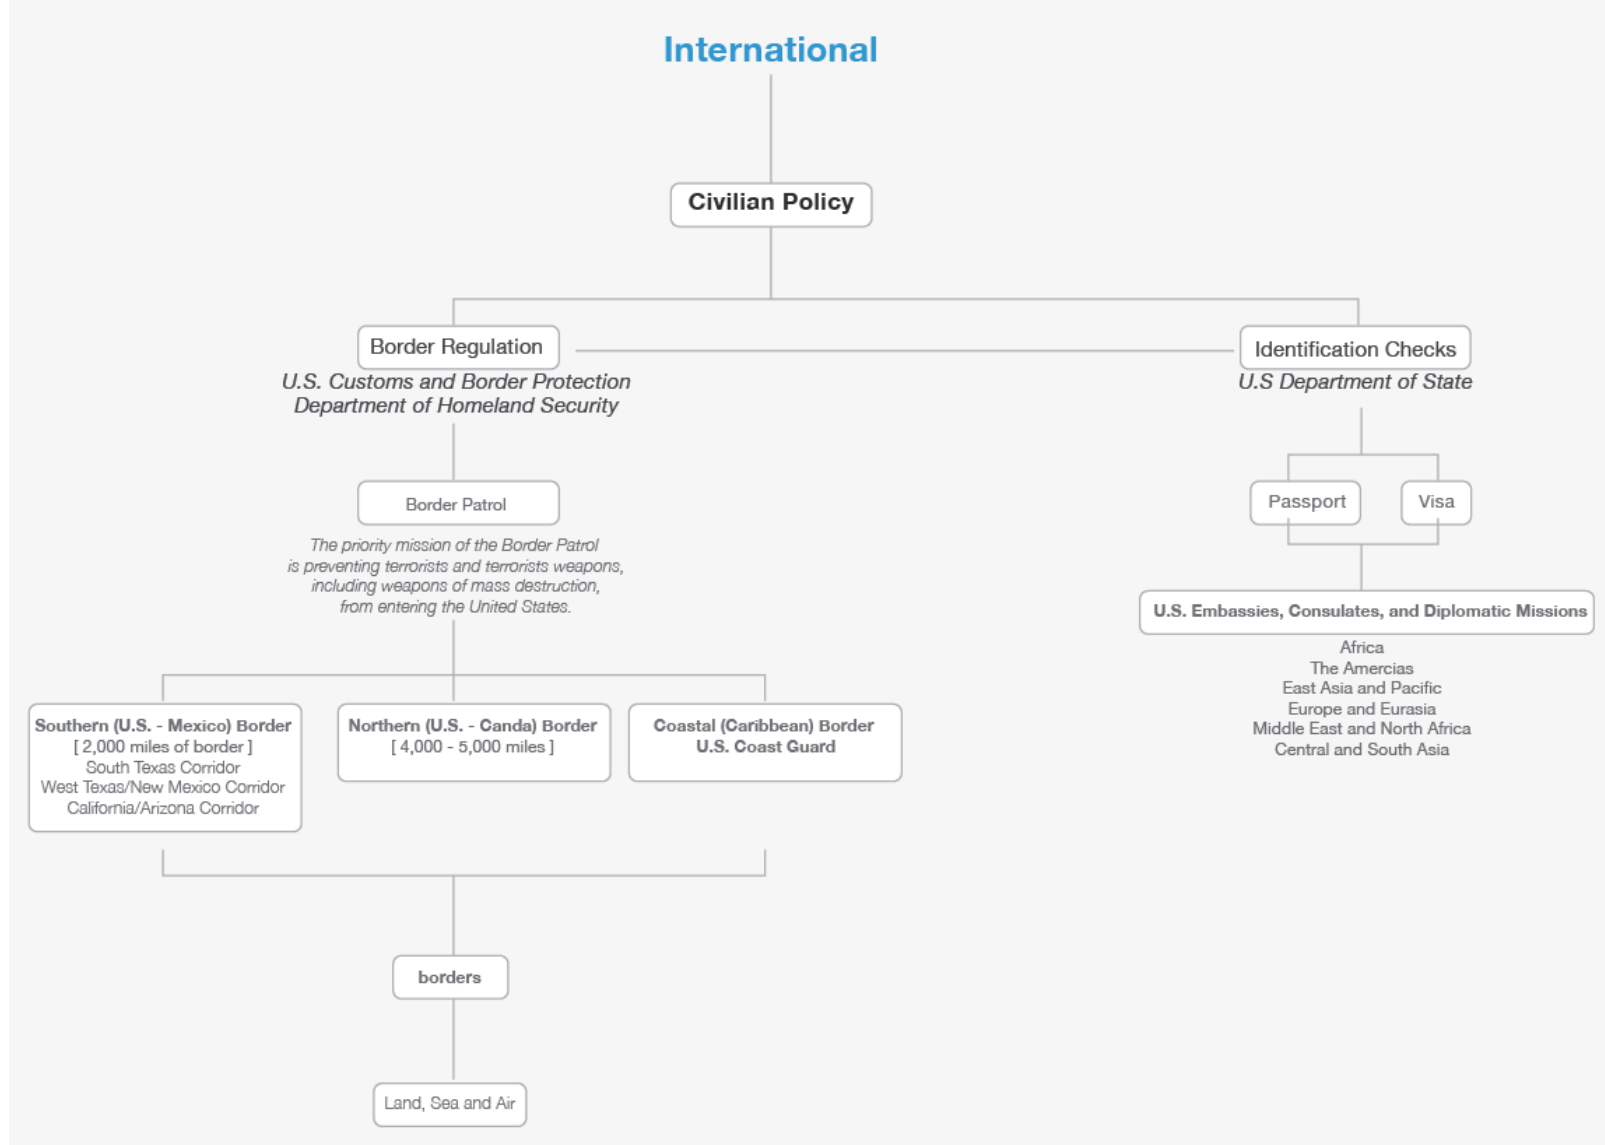 International
Civilian Policy
Border Regulation
U.S. Customs and Border Protection
Department of Homeland Security
Identification Checks
U.S Department of State
Border Patrol
The priority mission of the Border Patrol
is preventing terrorists and terrorists weapons,
including weapons of mass destruction,
from entering the United States.
Passport
Visa
U.S. Embassies, Consulates, and Diplomatic Missions
Africa
The Amercias
East Asia and Pacific
Europe and Eurasia
Middle East and North Africa
Central and South Asia
Southern (U.S. - Mexico) Border
[ 2,000 miles of border ]
South Texas Corridor
West Texas/New Mexico Corridor
California/Arizona Corridor
Northern (U.S. - Canda) Border
[ 4,000 - 5,000 miles ]
Coastal (Caribbean) Border
U.S. Coast Guard
borders
Land, Sea and Air